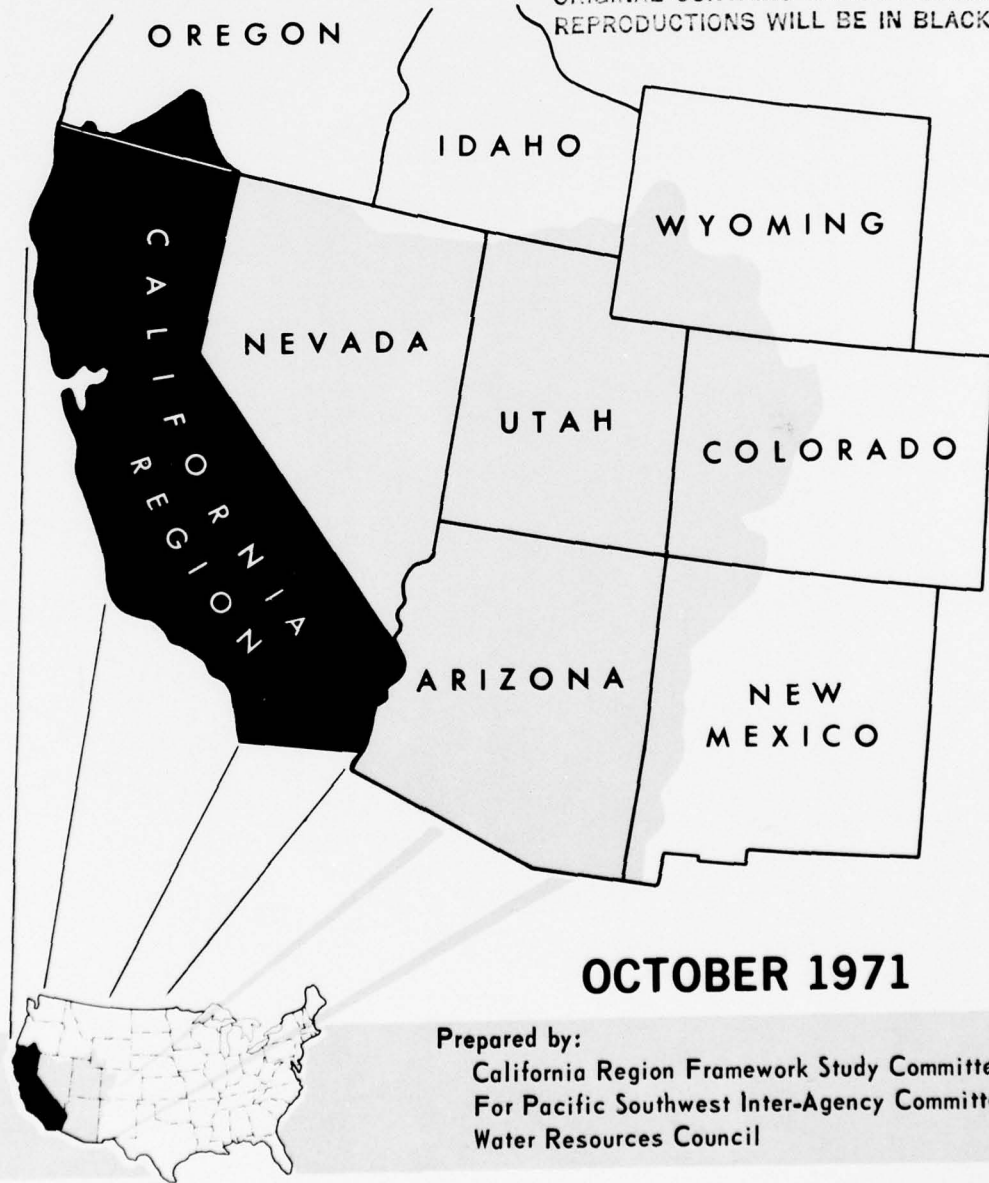 REPRODUCTIONS WILL BE IN BLACK
OREGON
IDAHO
WYOMING
CALIFORNIA
REGION
NEVADA
UTAH
COLORADO
ARIZONA
NEW
MEXICO
OCTOBER 1971
Prepared by:
California Region Framework Study Committe
For Pacific Southwest Inter-Agency Committ
Water Resources Council